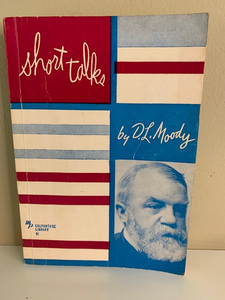 short talks
by D.L. Moody
COLPORTAGE
LIBRARY